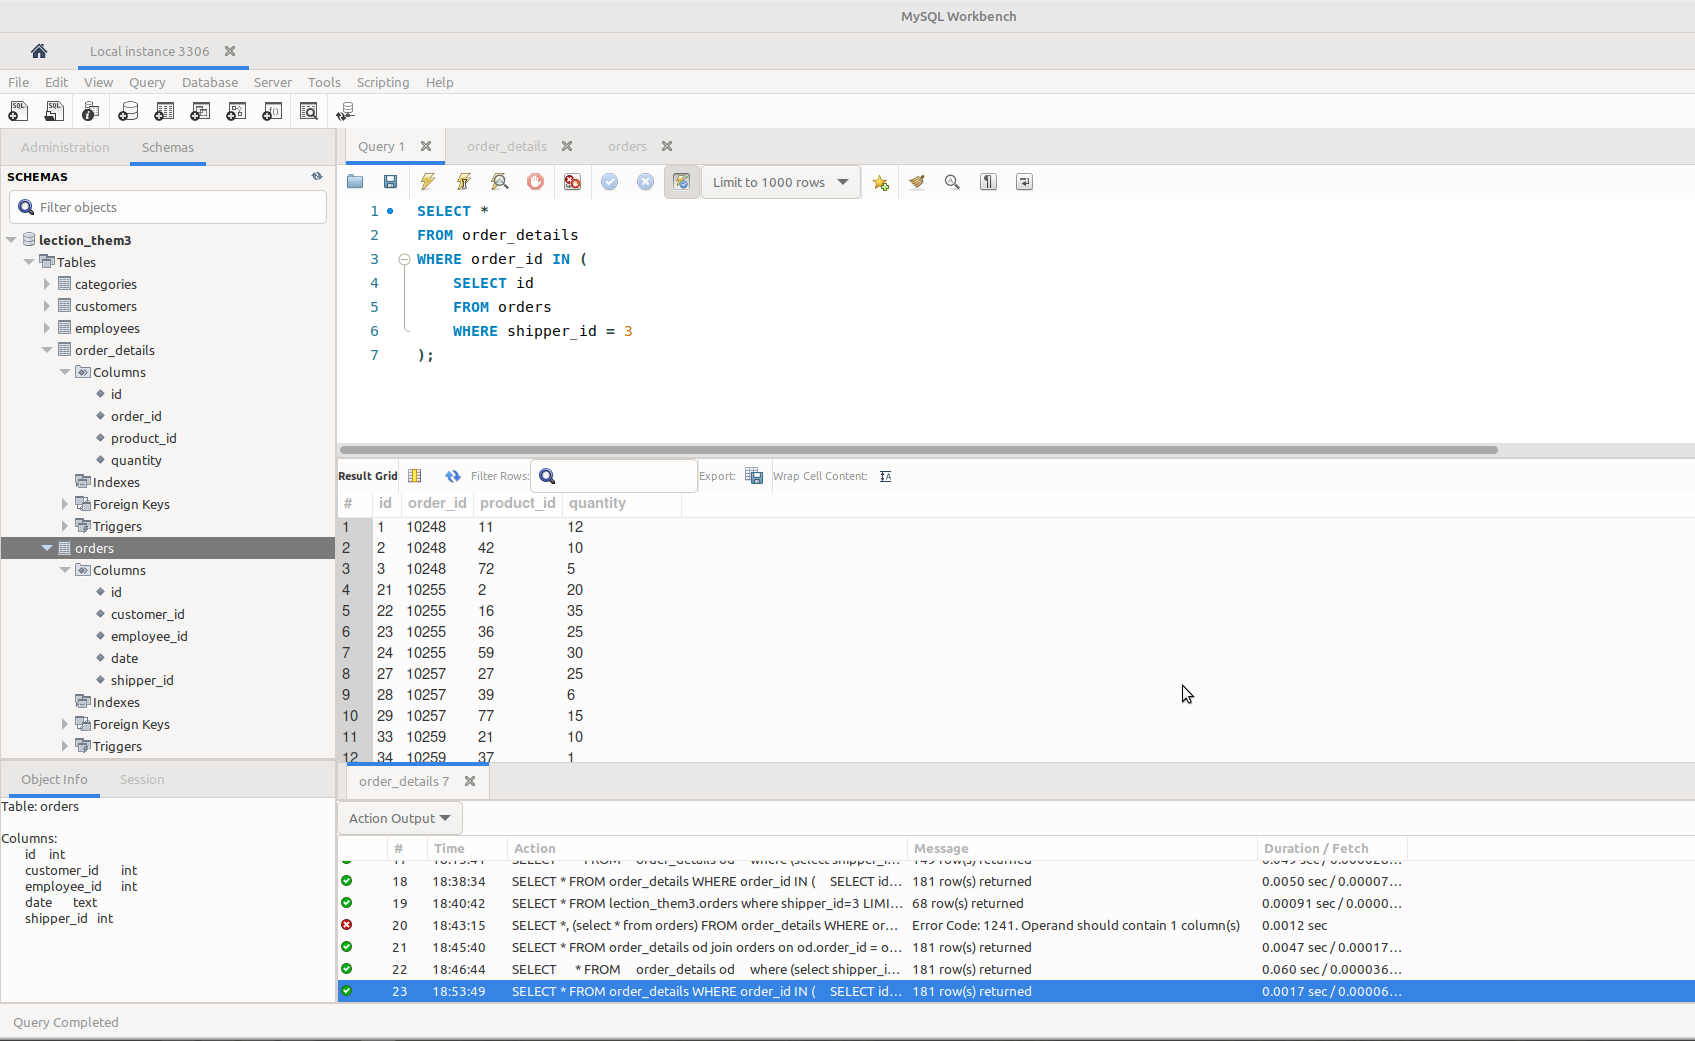 MySQL Workbench
Local instance 3306
File Edit View Query Database Server Tools Scripting Help
Administration Schemas
SCHEMAS
Filter objects
lection_them3
Tables
categories
customers
employees
order_details
Columns
id
order_id
product_id
quantity
Indexes
Foreign Keys
Triggers
orders
Columns
id
customer_id
employee_id
date
shipper_id
Indexes
Foreign Keys
Triggers
Object Info Session
Table: orders
Columns:
id int
customer_id int
employee_id int
date text
shipper_id int
Query 1 order_details orders
Limit to 1000 rows
1 SELECT *
2 FROM order_details
3 WHERE order_id IN (
4 SELECT id
5 FROM orders
6 WHERE shipper_id = 3
7 );
Result Grid Filter Rows: Export: Wrap Cell Content:
# id order_id product_id quantity
1 1 10248 11 12
2 2 10248 42 10
3 3 10248 72 5
4 21 10255 2 20
5 22 10255 16 35
6 23 10255 36 25
7 24 10255 59 30
8 27 10257 27 25
9 28 10257 39 6
10 29 10257 77 15
11 33 10259 21 10
12 34 10259 37 1
order_details 7
Action Output
# Time Action Message Duration / Fetch
order_details od where (select shipper_i... row(s) returned
18 18:38:34 SELECT * FROM order_details WHERE order_id IN ( SELECT id... 181 row(s) returned 0.0050 sec / 0.00007...
19 18:40:42 SELECT * FROM lection_them3.orders where shipper_id=3 LIMI... 68 row(s) returned 0.00091 sec / 0.0000...
20 18:43:15 SELECT *, (select * from orders) FROM order_details WHERE or... Error Code: 1241. Operand should contain 1 column(s) 0.0012 sec
21 18:45:40 SELECT * FROM order_details od join orders on od.order_id = o... 181 row(s) returned 0.0047 sec / 0.00017...
22 18:46:44 SELECT * FROM order_details od where (select shipper_i... 181 row(s) returned 0.060 sec / 0.000036...
23 18:53:49 SELECT * FROM order_details WHERE order_id IN ( SELECT id... 181 row(s) returned 0.0017 sec / 0.00006...
Query Completed